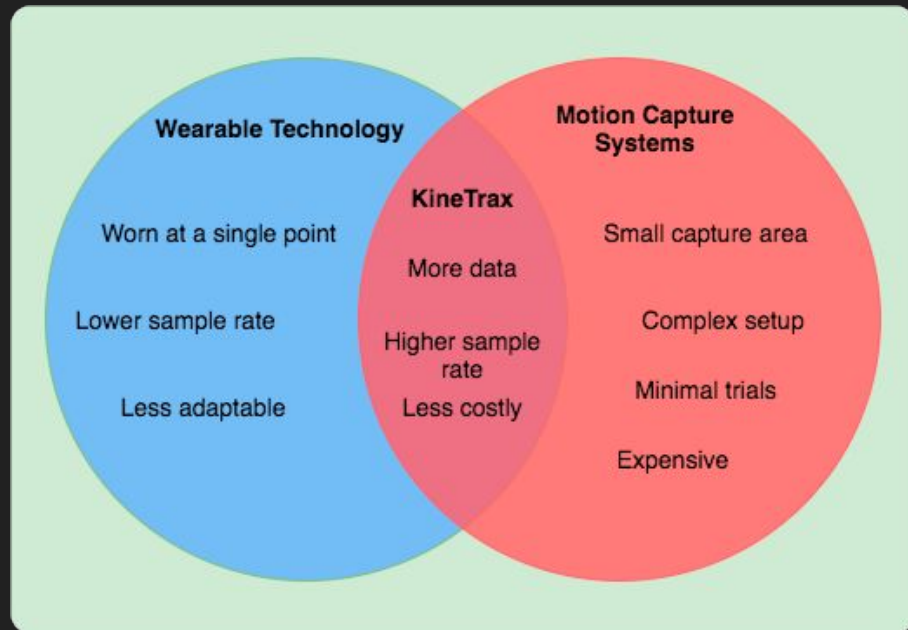 Wearable Technology
Worn at a single point
Lower sample rate
Less adaptable
KineTrax
More data
Higher sample
rate
Less costly
Motion Capture
Systems
Small capture area
Complex setup
Minimal trials
Expensive